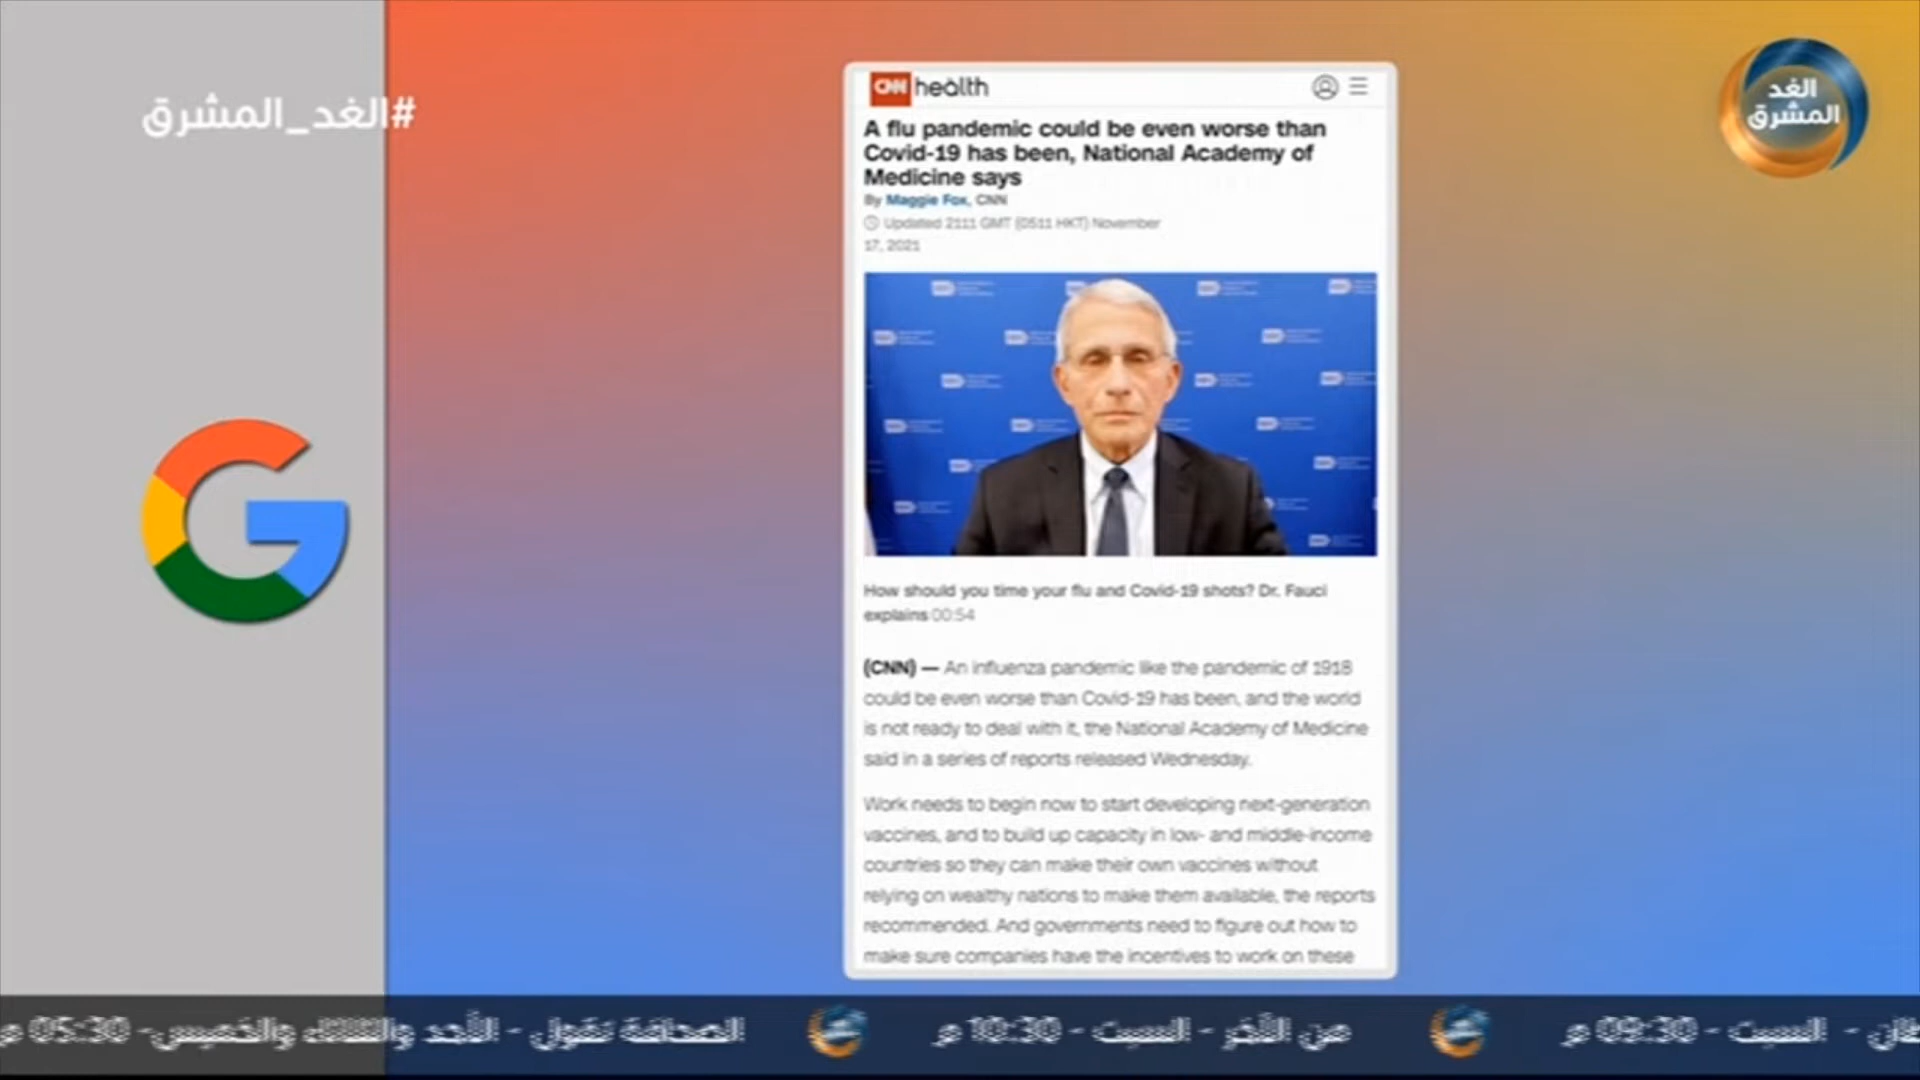 #الغد_المشرق
الغد
المشرق
CNN health
A flu pandemic could be even worse than
Covid-19 has been, National Academy of
Medicine says
By Maggie Fox, CNN
Updated 2111 GMT (0511 HKT) November
17, 2021
How should you time your flu and Covid-19 shots? Dr. Fauci
explains 00:54
(CNN) — An influenza pandemic like the pandemic of 1918
could be even worse than Covid-19 has been, and the world
is not ready to deal with it, the National Academy of Medicine
said in a series of reports released Wednesday.
Work needs to begin now to start developing next-generation
vaccines, and to build up capacity in low- and middle-income
countries so they can make their own vaccines without
relying on wealthy nations to make them available, the reports
recommended. And governments need to figure out how to
make sure companies have the incentives to work on these
السبت - 09:30 م
من الآخر - السبت - 10:30 م
الصحافة تقول - الأحد والثلاثاء والخميس- 05:30 م